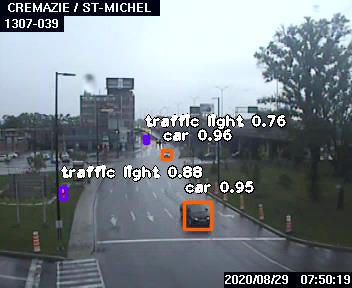 CREMAZIE / ST-MICHEL
1307-039
traffic light 0.76
car 0.96
traffic light 0.88
car 0.95
2020/08/29 07:50:19